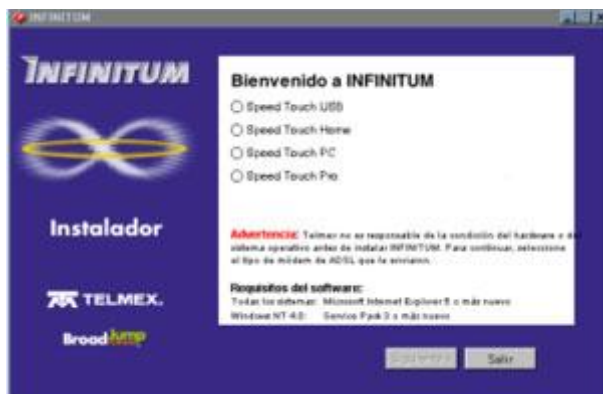 INFINITUM
INFINITUM
Bienvenido a INFINITUM
Speed Touch USB
Speed Touch Home
Speed Touch PC
Speed Touch Pro
Instalador
Advertencia: Telmex no es responsable de la condición del hardware o del
sistema operativo antes de instalar INFINITUM. Para continuar, seleccione
el tipo de módem de ADSL que le enviaron.
Requisitos del software:
Todos los sistemas: Microsoft Internet Explorer 5 o más nuevo
Windows NT 4.0: Service Pack 3 o más nuevo
TELMEX.
BroadJump
Salir